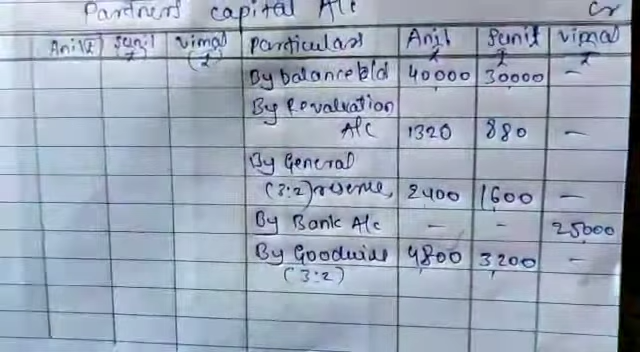 Partners capital A/c Cr
Anil Sunil Vimal Particulars Anil Sunil Vimal
(₹) ₹ ₹ ₹
By balance b/d 40000 30000 -
By Revaluation
A/c 1320 880 -
By General
(3:2) reserve, 2400 1600 -
By Bank A/c - - 25000
By Goodwill 4800 3200 -
(3:2)